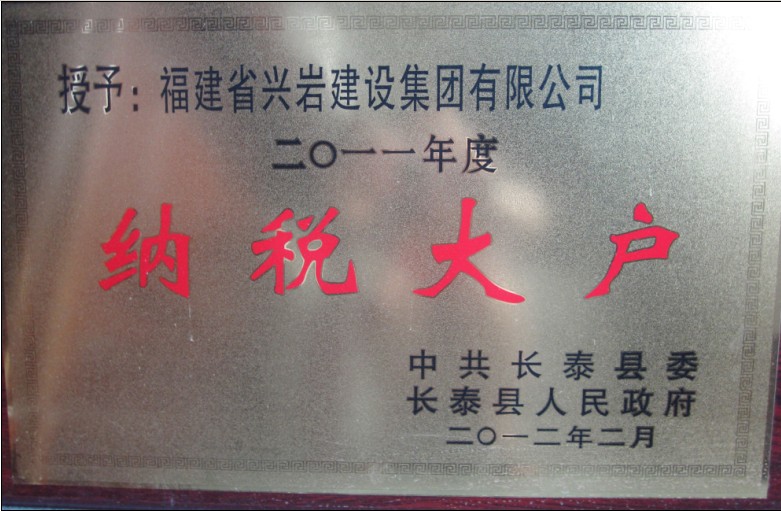 授予：福建省兴岩建设集团有限公司
二〇一一年度
纳税大户
中共长泰县委
长泰县人民政府
二〇一二年二月